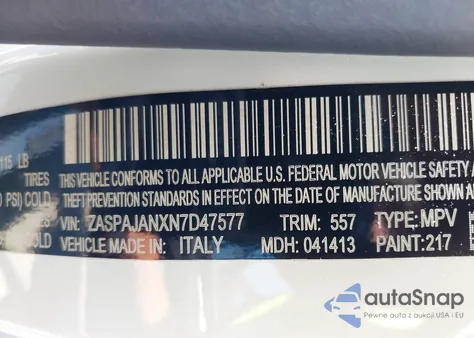 115 LB
TIRES THIS VEHICLE CONFORMS TO ALL APPLICABLE U.S. FEDERAL MOTOR VEHICLE SAFETY
PSI) COLD THEFT PREVENTION STANDARDS IN EFFECT ON THE DATE OF MANUFACTURE SHOWN
VIN: ZASPAJANXN7D47577 TRIM: 557 TYPE: MPV
VEHICLE MADE IN: ITALY MDH: 041413 PAINT: 217
autoSnap
Pewne auta z aukcji USA i EU